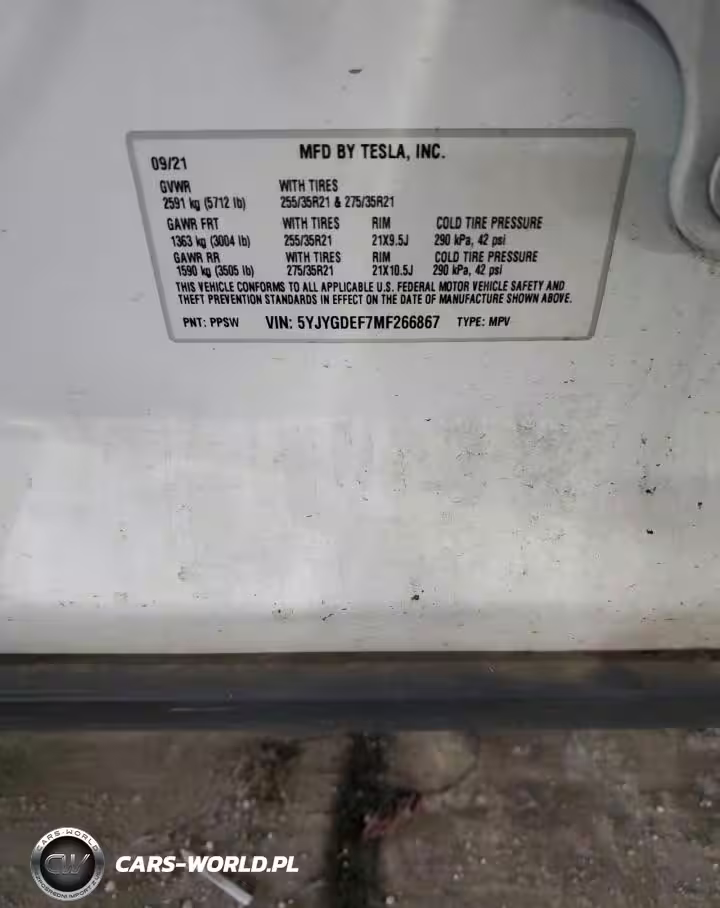 09/21 MFD BY TESLA, INC.
GVWR WITH TIRES
2591 kg (5712 lb) 255/35R21 & 275/35R21
GAWR FRT WITH TIRES RIM COLD TIRE PRESSURE
1363 kg (3004 lb) 255/35R21 21X9.5J 290 kPa, 42 psi
GAWR RR WITH TIRES RIM COLD TIRE PRESSURE
1590 kg (3505 lb) 275/35R21 21X10.5J 290 kPa, 42 psi
THIS VEHICLE CONFORMS TO ALL APPLICABLE U.S. FEDERAL MOTOR VEHICLE SAFETY AND
THEFT PREVENTION STANDARDS IN EFFECT ON THE DATE OF MANUFACTURE SHOWN ABOVE.
PNT: PPSW VIN: 5YJYGDEF7MF266867 TYPE: MPV
CARS-WORLD.PL
CW
CARS-WORLD.PL